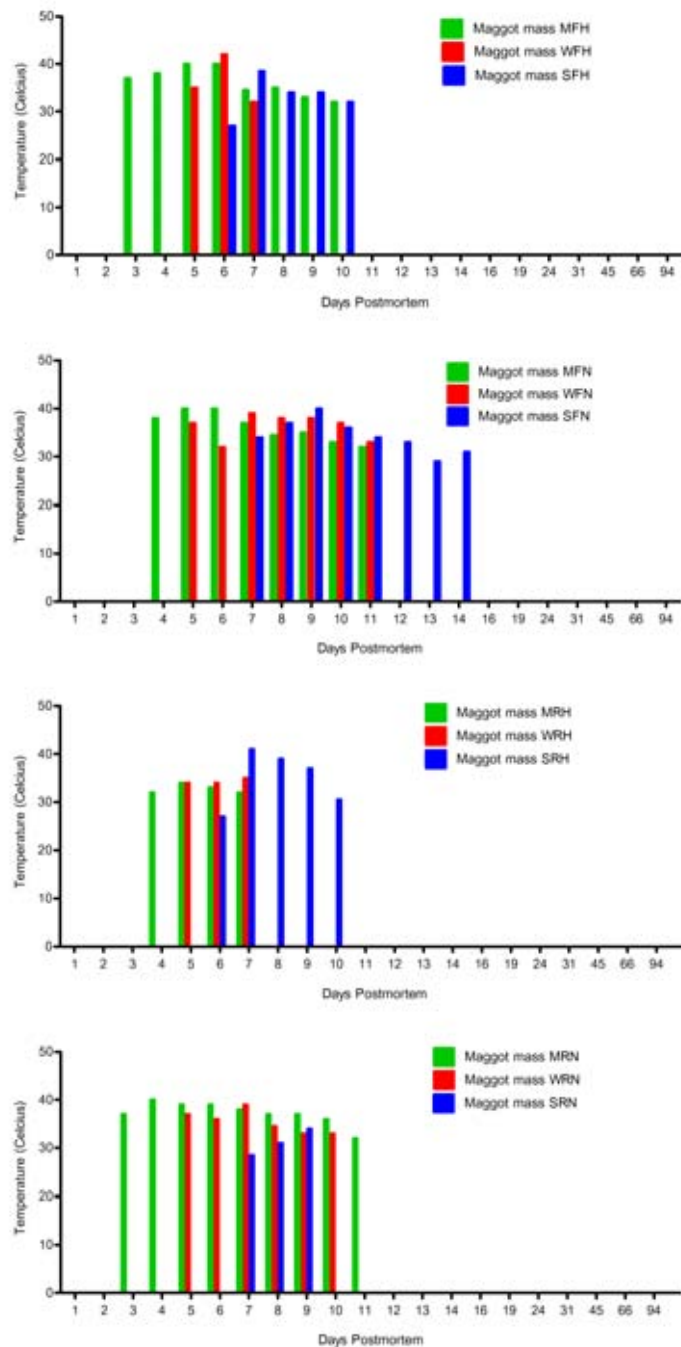 Temperature (Celcius)
50
40
30
20
10
0
Maggot mass MFH
Maggot mass WFH
Maggot mass SFH
1 2 3 4 5 6 7 8 9 10 11 12 13 14 16 19 24 31 45 66 94
Days Postmortem
Temperature (Celcius)
50
40
30
20
10
0
Maggot mass MFN
Maggot mass WFN
Maggot mass SFN
1 2 3 4 5 6 7 8 9 10 11 12 13 14 16 19 24 31 45 66 94
Days Postmortem
Temperature (Celcius)
50
40
30
20
10
0
Maggot mass MRH
Maggot mass WRH
Maggot mass SRH
1 2 3 4 5 6 7 8 9 10 11 12 13 14 16 19 24 31 45 66 94
Days Postmortem
Temperature (Celcius)
50
40
30
20
10
0
Maggot mass MRN
Maggot mass WRN
Maggot mass SRN
1 2 3 4 5 6 7 8 9 10 11 12 13 14 16 19 24 31 45 66 94
Days Postmortem